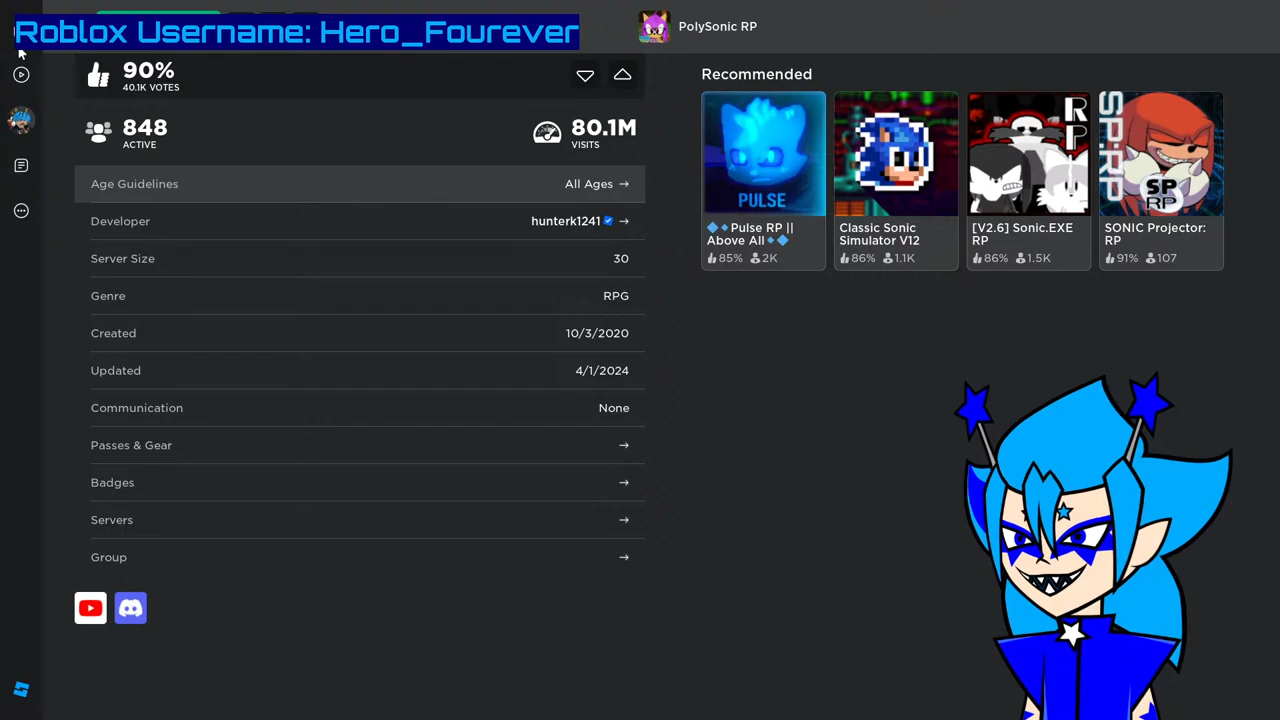 Roblox Username: Hero_Fourever
PolySonic RP
90%
40.1K VOTES
848
ACTIVE
80.1M
VISITS
Age Guidelines All Ages →
Developer hunterk1241 →
Server Size 30
Genre RPG
Created 10/3/2020
Updated 4/1/2024
Communication None
Passes & Gear →
Badges →
Servers →
Group →
Recommended
PULSE
🔷🔹Pulse RP ||
Above All🔹🔷
85% 2K
Classic Sonic
Simulator V12
86% 1.1K
RP
[V2.6] Sonic.EXE
RP
86% 1.5K
SP:RP
SP
RP
SONIC Projector:
RP
91% 107